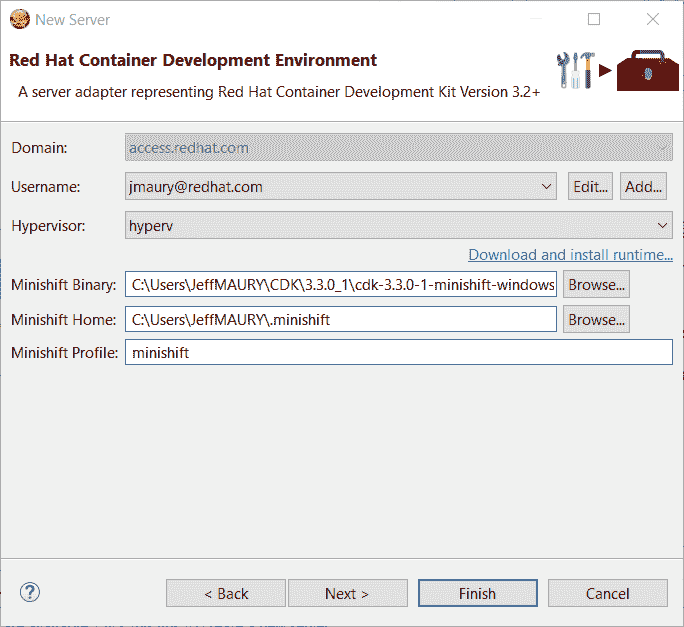 New Server
Red Hat Container Development Environment
A server adapter representing Red Hat Container Development Kit Version 3.2+
Domain: access.redhat.com
Username: jmaury@redhat.com Edit... Add...
Hypervisor: hyperv
Download and install runtime...
Minishift Binary: C:\Users\JeffMAURY\CDK\3.3.0_1\cdk-3.3.0-1-minishift-windows Browse...
Minishift Home: C:\Users\JeffMAURY\.minishift Browse...
Minishift Profile: minishift
? < Back Next > Finish Cancel